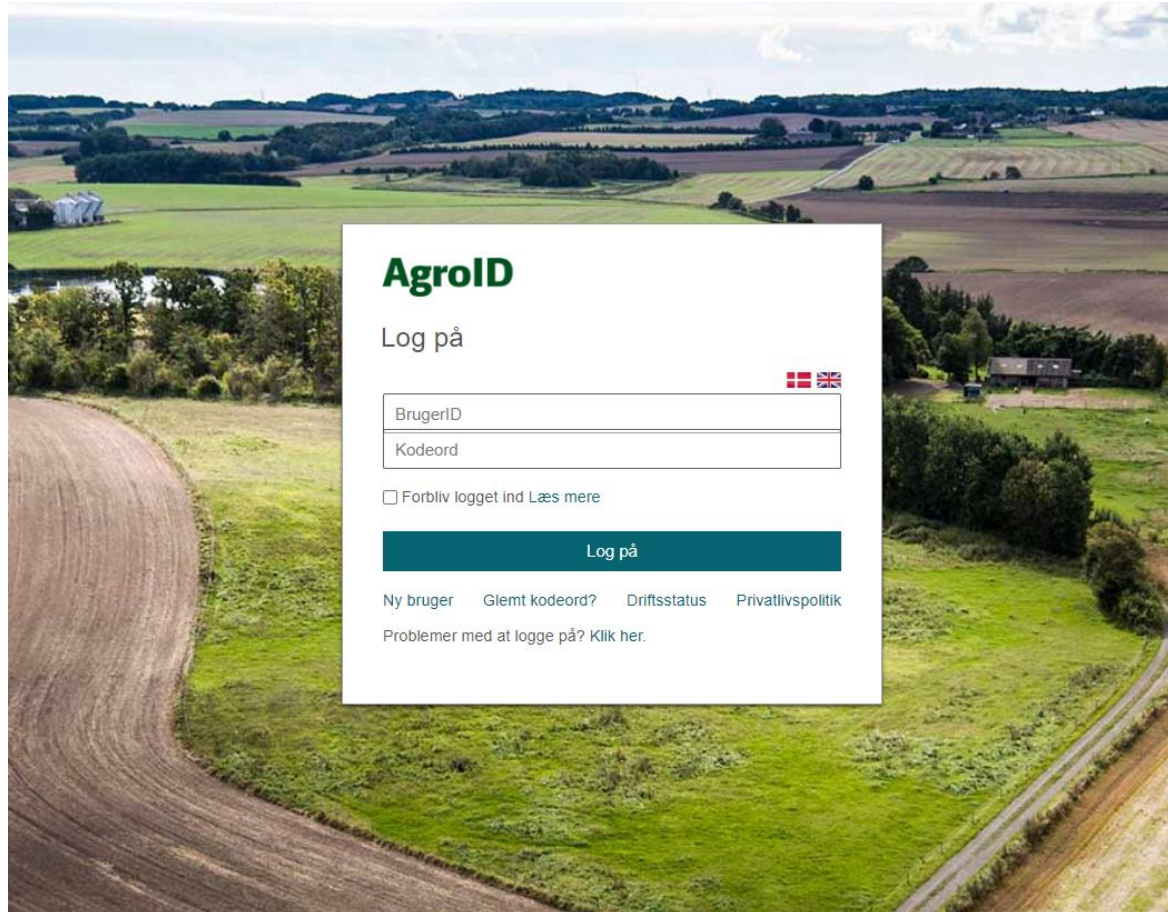 AgroID
Log på
BrugerID
Kodeord
Forbliv logget ind Læs mere
Log på
Ny bruger Glemt kodeord? Driftsstatus Privatlivspolitik
Problemer med at logge på? Klik her.